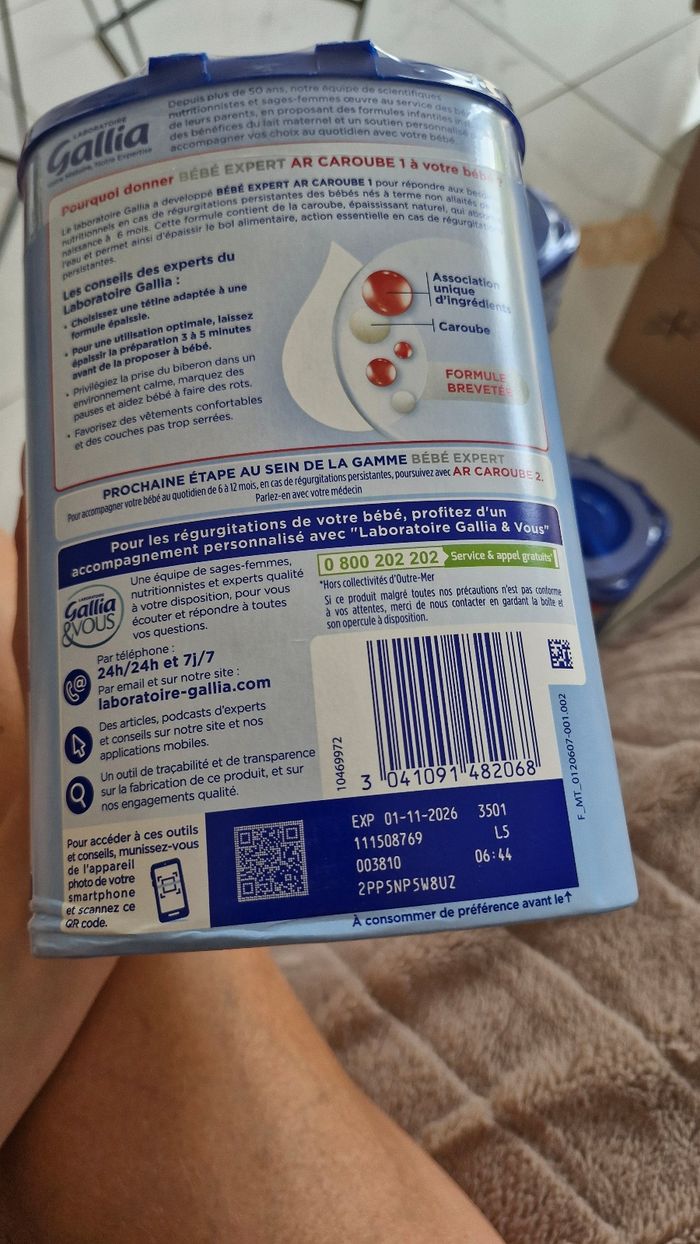 LABORATOIRE
Gallia
Notre Histoire, Notre Expertise
Depuis plus de 50 ans, notre équipe de scientifiques
nutritionnistes et sages-femmes œuvre au service des
de leurs parents, en proposant des formules infantiles
des bénéfices du lait maternel et un soutien personnalisé
accompagner vos choix au quotidien avec votre bébé.
Pourquoi donner BÉBÉ EXPERT AR CAROUBE 1 à votre bébé ?
Le laboratoire Gallia a développé BÉBÉ EXPERT AR CAROUBE 1 pour répondre aux
nutritionnels en cas de régurgitations persistantes des bébés nés à terme non allaités
naissance à 6 mois. Cette formule contient de la caroube, épaississant naturel, qui
l'eau et permet ainsi d'épaissir le bol alimentaire, action essentielle en cas de
persistantes.
Les conseils des experts du
Laboratoire Gallia :
• Choisissez une tétine adaptée à une
formule épaissie.
• Pour une utilisation optimale, laissez
épaissir la préparation 3 à 5 minutes
avant de la proposer à bébé.
• Privilégiez la prise du biberon dans un
environnement calme, marquez des
pauses et aidez bébé à faire des rots.
• Favorisez des vêtements confortables
et des couches pas trop serrées.
Association
unique
d'ingrédients
Caroube
FORMULE
BREVETÉE
PROCHAINE ÉTAPE AU SEIN DE LA GAMME BÉBÉ EXPERT
Pour accompagner votre bébé au quotidien de 6 à 12 mois, en cas de régurgitations persistantes, poursuivez avec AR CAROUBE 2.
Parlez-en avec votre médecin
Pour les régurgitations de votre bébé, profitez d'un
accompagnement personnalisé avec "Laboratoire Gallia & Vous"
LABORATOIRE
Gallia
&VOUS
Une équipe de sages-femmes,
nutritionnistes et experts qualité
à votre disposition, pour vous
écouter et répondre à toutes
vos questions.
0 800 202 202 Service & appel gratuits*
*Hors collectivités d'Outre-Mer
Si ce produit malgré toutes nos précautions n'est pas conforme
à vos attentes, merci de nous contacter en gardant la boîte et
son opercule à disposition.
Par téléphone :
24h/24h et 7j/7
Par email et sur notre site :
laboratoire-gallia.com
Des articles, podcasts d'experts
et conseils sur notre site et nos
applications mobiles.
Un outil de traçabilité et de transparence
sur la fabrication de ce produit, et sur
nos engagements qualité.
10469972
3 041091 482068
F_MT_0120607-001.002
Pour accéder à ces outils
et conseils, munissez-vous
de l'appareil
photo de votre
smartphone
et scannez ce
QR code.
EXP 01-11-2026 3501
111508769 L5
003810 06:44
2PP5NP5W8UZ
À consommer de préférence avant le